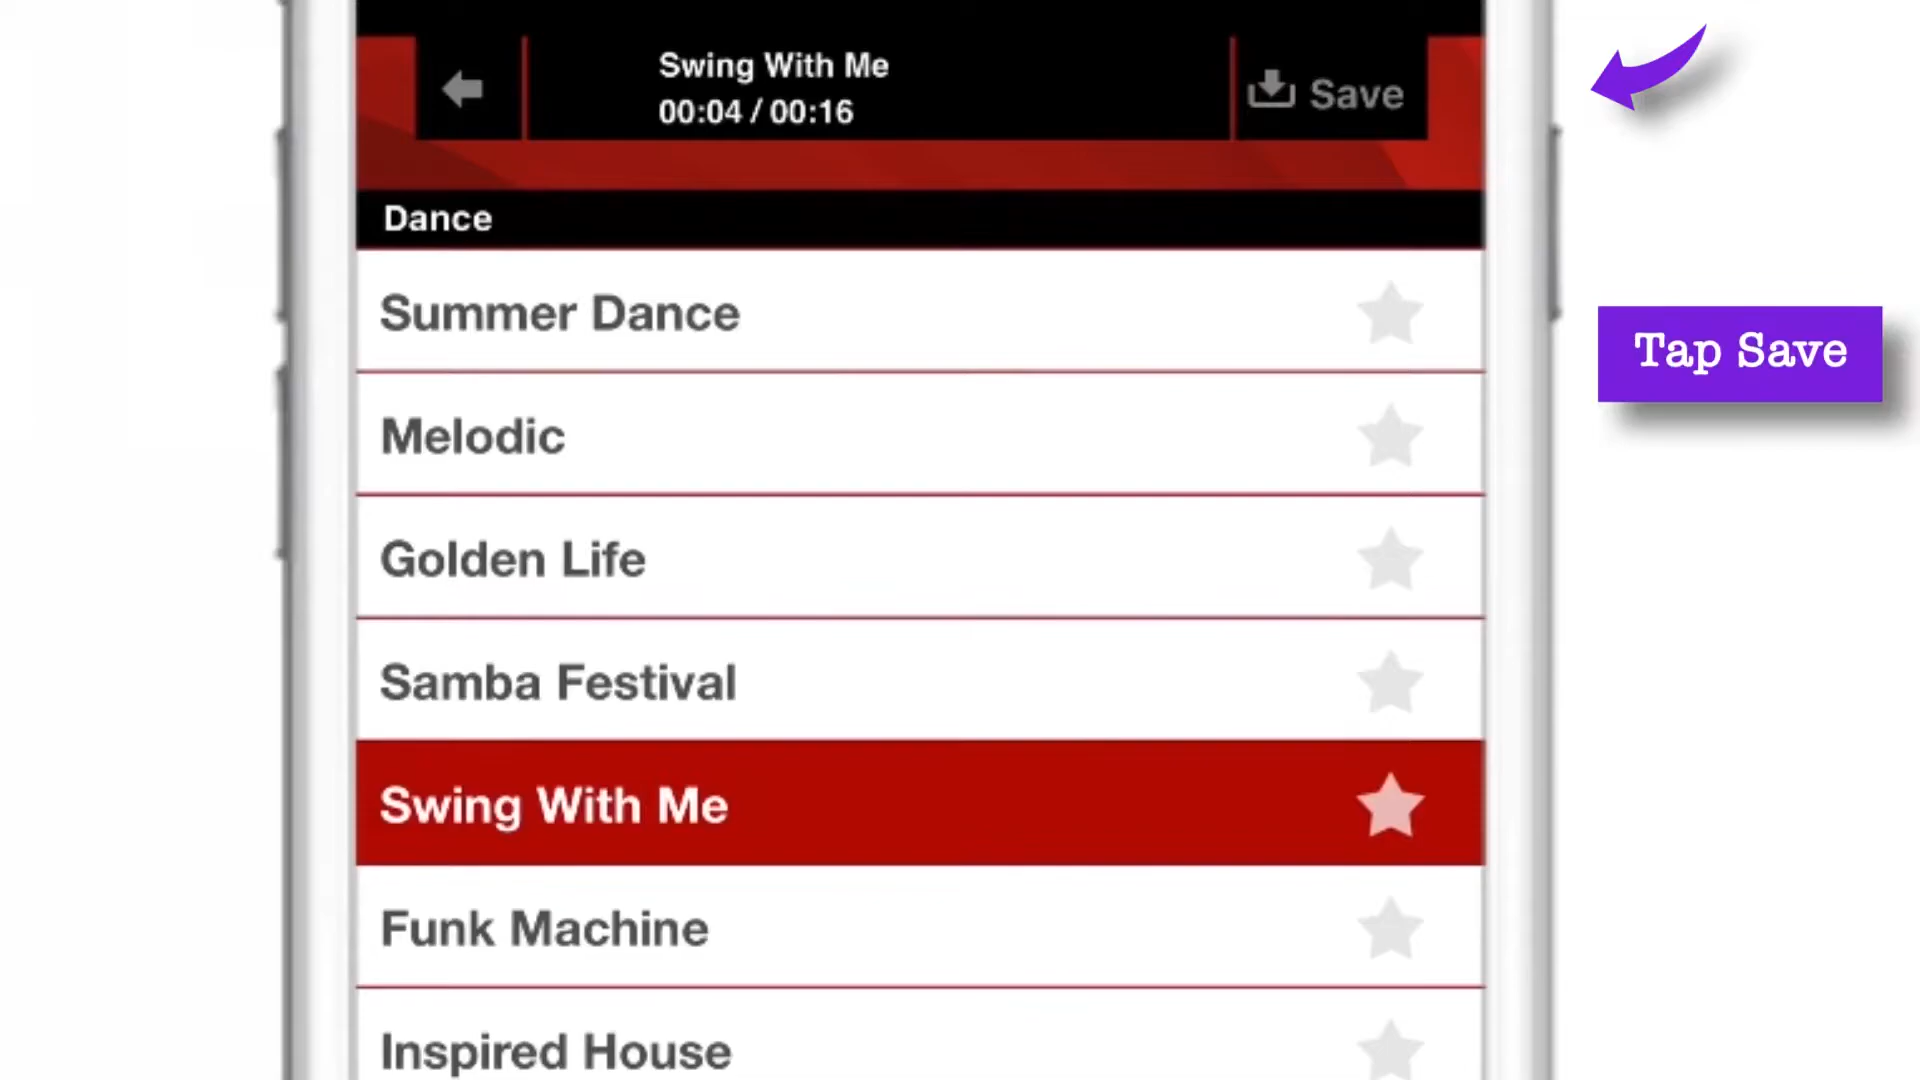 Swing With Me
00:04 / 00:16
Save
Dance
Summer Dance
Melodic
Golden Life
Samba Festival
Swing With Me
Funk Machine
Inspired House
Tap Save